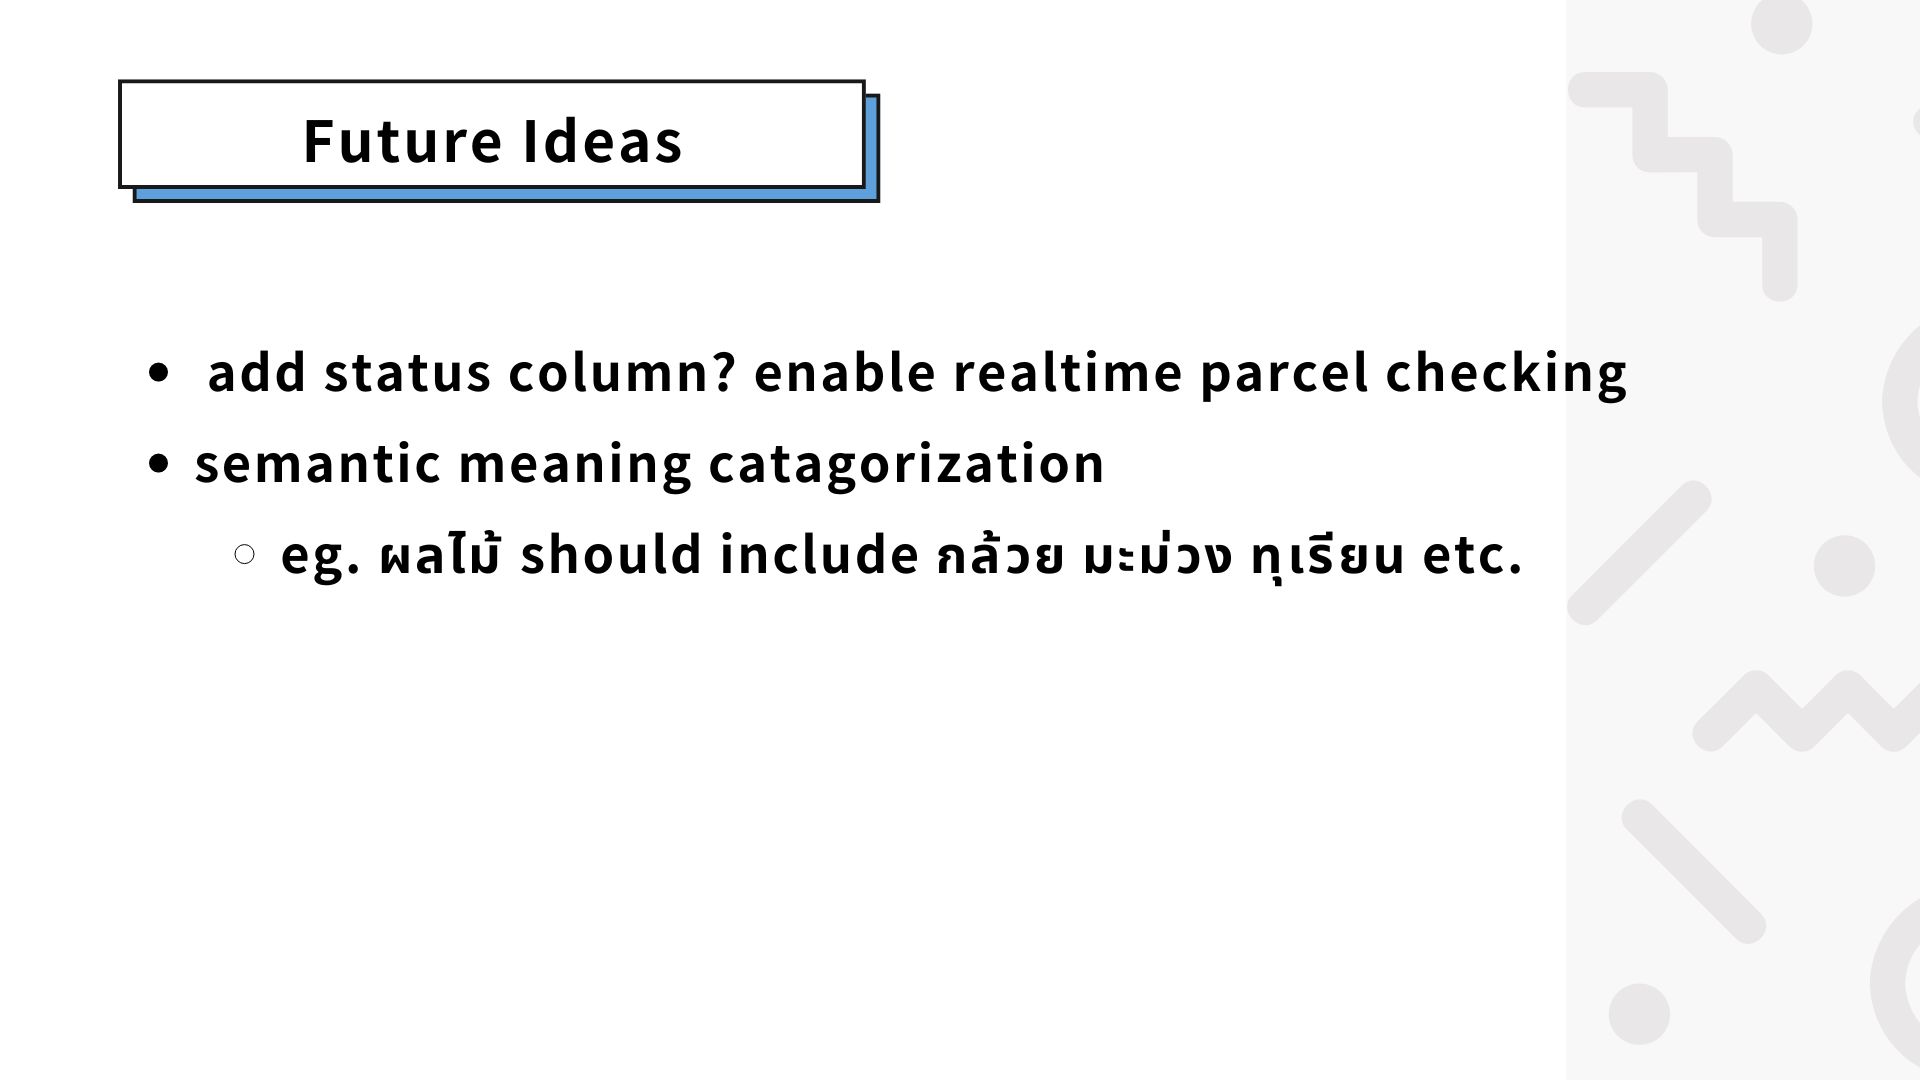 Future Ideas
add status column? enable realtime parcel checking
semantic meaning catagorization
eg. ผลไม้ should include กล้วย มะม่วง ทุเรียน etc.